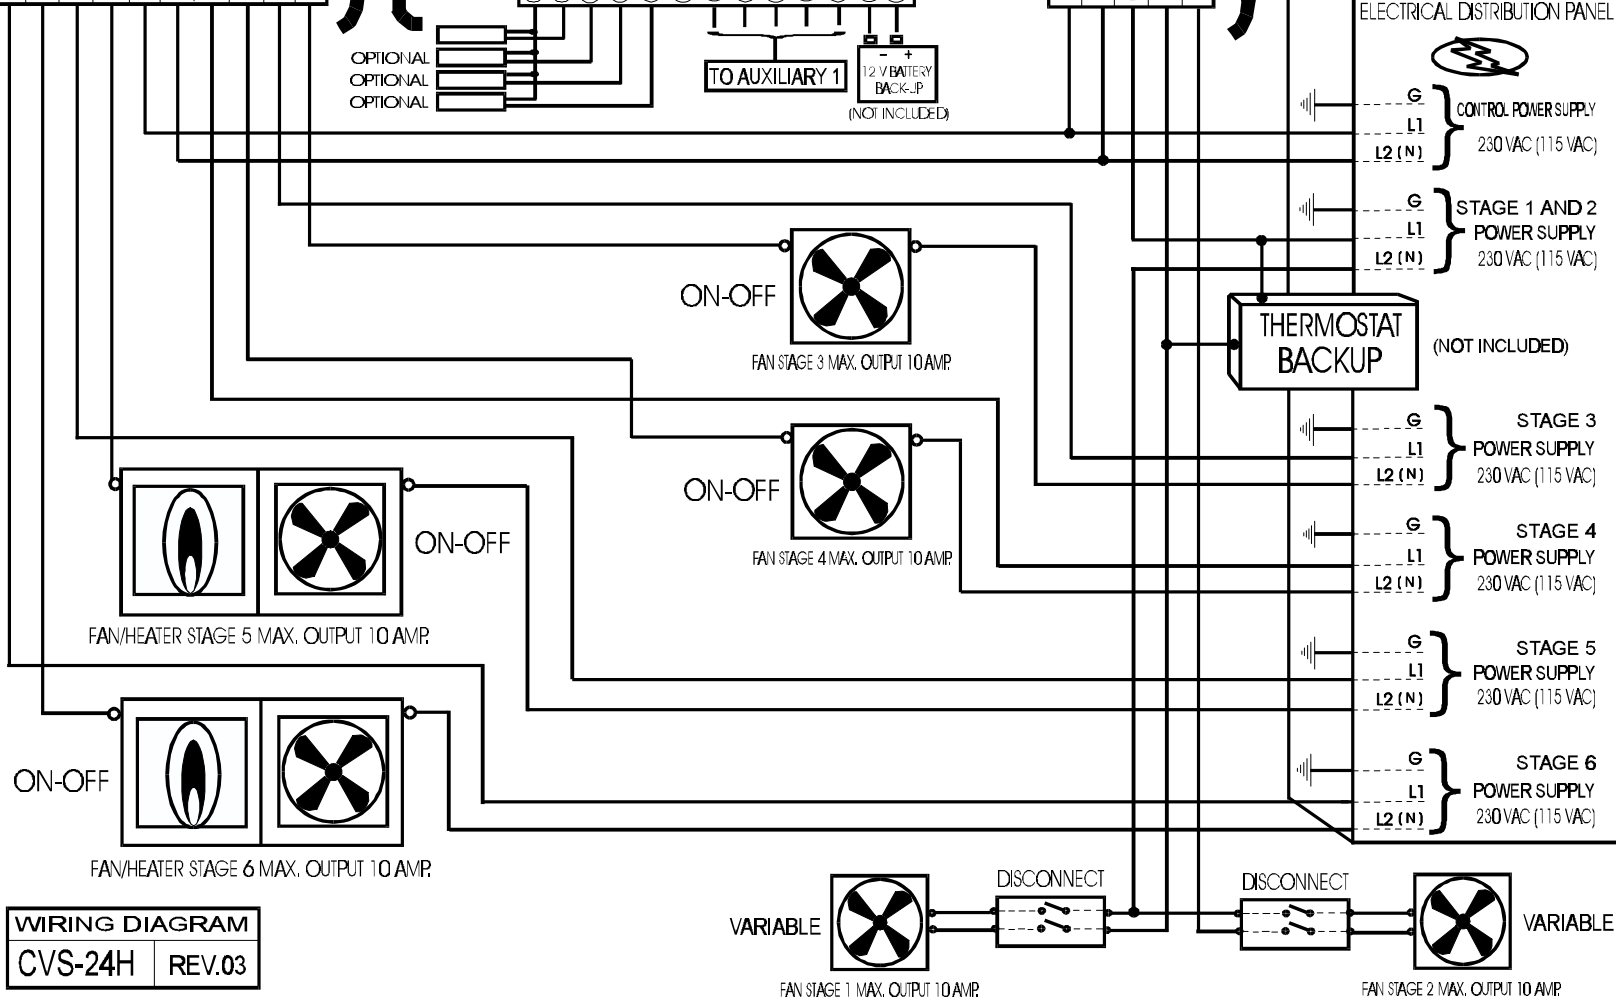 ELECTRICAL DISTRIBUTION PANEL
OPTIONAL
OPTIONAL
OPTIONAL
TO AUXILIARY 1
- +
12 V BATTERY
BACK-UP
(NOT INCLUDED)
G
L1
L2 (N)
CONTROL POWER SUPPLY
230 VAC (115 VAC)
G
L1
L2 (N)
STAGE 1 AND 2
POWER SUPPLY
230 VAC (115 VAC)
ON-OFF
FAN STAGE 3 MAX. OUTPUT 10 AMP.
THERMOSTAT
BACKUP
(NOT INCLUDED)
G
L1
L2 (N)
STAGE 3
POWER SUPPLY
230 VAC (115 VAC)
ON-OFF
FAN STAGE 4 MAX. OUTPUT 10 AMP.
G
L1
L2 (N)
STAGE 4
POWER SUPPLY
230 VAC (115 VAC)
ON-OFF
FAN/HEATER STAGE 5 MAX. OUTPUT 10 AMP.
G
L1
L2 (N)
STAGE 5
POWER SUPPLY
230 VAC (115 VAC)
ON-OFF
FAN/HEATER STAGE 6 MAX. OUTPUT 10 AMP.
G
L1
L2 (N)
STAGE 6
POWER SUPPLY
230 VAC (115 VAC)
WIRING DIAGRAM
CVS-24H REV.03
VARIABLE
DISCONNECT
FAN STAGE 1 MAX. OUTPUT 10 AMP.
DISCONNECT
VARIABLE
FAN STAGE 2 MAX. OUTPUT 10 AMP.